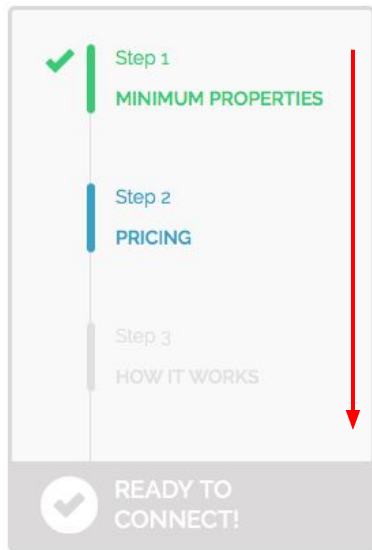 Step 1
MINIMUM PROPERTIES
Step 2
PRICING
Step 3
HOW IT WORKS
READY TO
CONNECT!